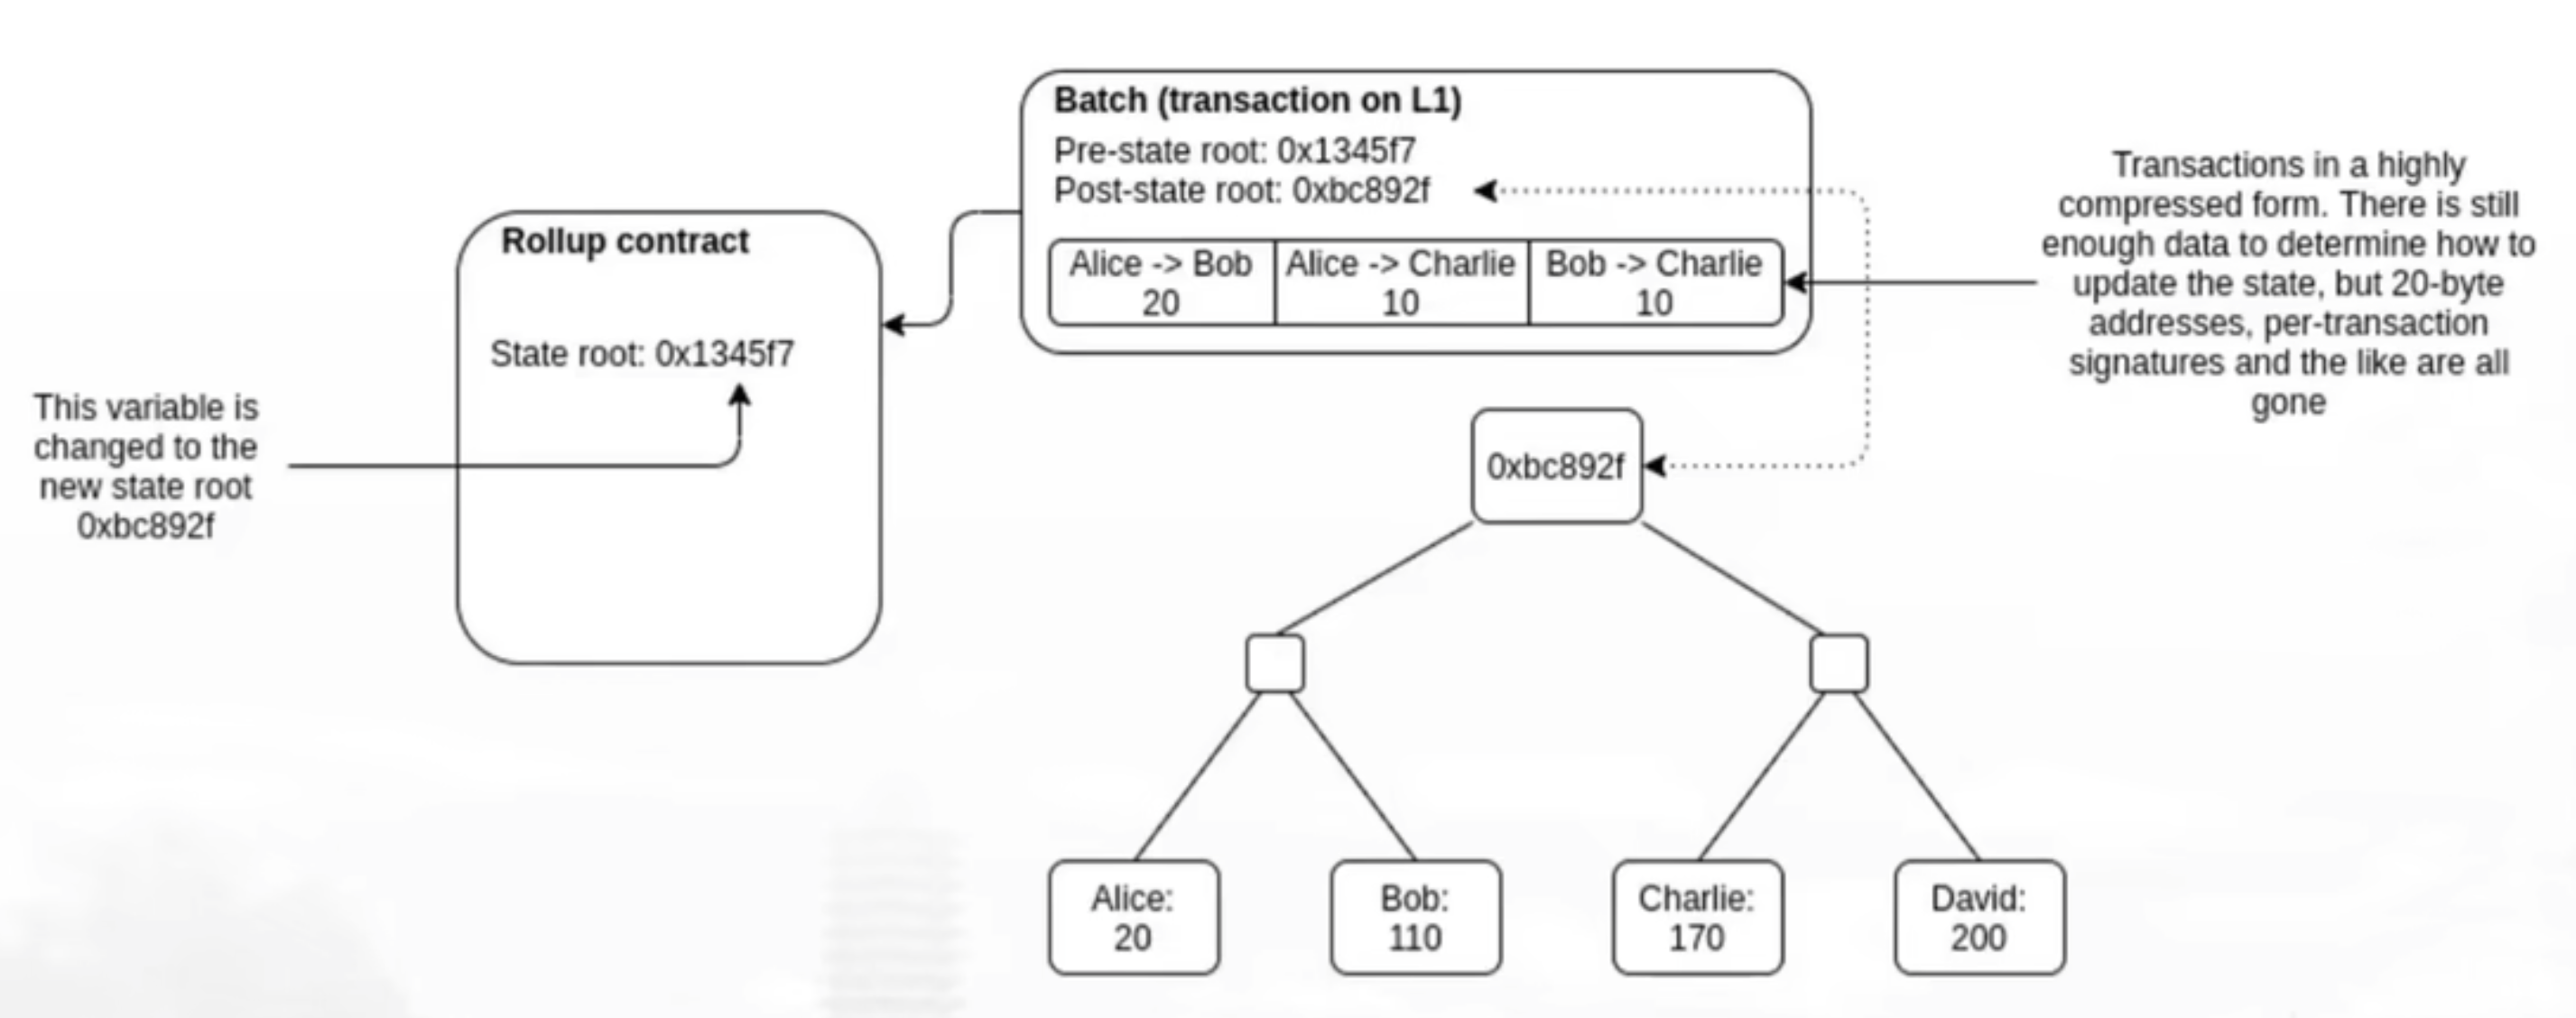 Batch (transaction on L1)
Pre-state root: 0x1345f7
Post-state root: 0xbc892f
Alice -> Bob
20
Alice -> Charlie
10
Bob -> Charlie
10
Transactions in a highly
compressed form. There is still
enough data to determine how to
update the state, but 20-byte
addresses, per-transaction
signatures and the like are all
gone
Rollup contract
State root: 0x1345f7
This variable is
changed to the
new state root
0xbc892f
0xbc892f
Alice:
20
Bob:
110
Charlie:
170
David:
200